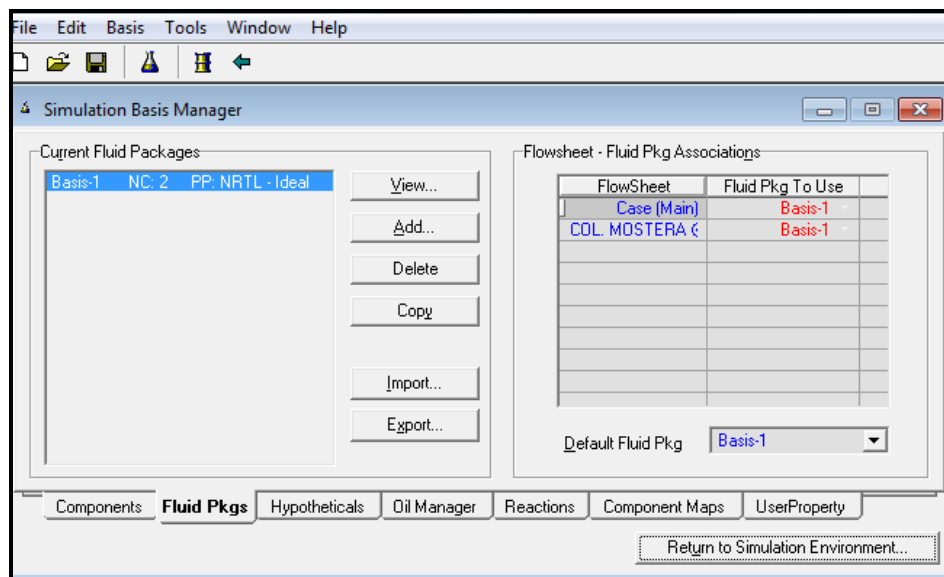 File Edit Basis Tools Window Help
Simulation Basis Manager
Current Fluid Packages
Basis-1 NC: 2 PP: NRTL - Ideal
View...
Add...
Delete
Copy
Import...
Export...
Flowsheet - Fluid Pkg Associations
FlowSheet Fluid Pkg To Use
Case (Main) Basis-1
COL. MOSTERA Basis-1
Default Fluid Pkg Basis-1
Components Fluid Pkgs Hypotheticals Oil Manager Reactions Component Maps UserProperty
Return to Simulation Environment...